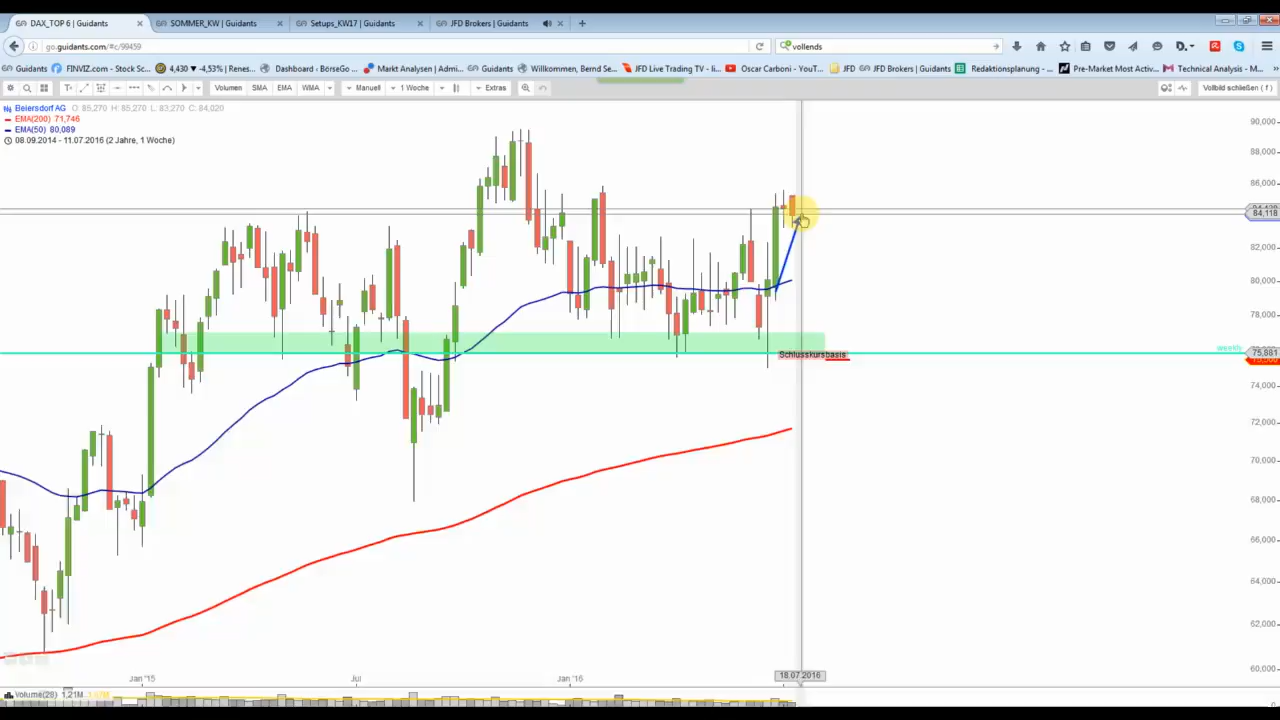 DAX_TOP 6 | Guidants
SOMMER_KW | Guidants
Setups_KW17 | Guidants
JFD Brokers | Guidants
go.guidants.com/#c/99459
vollends
Guidants
FINVIZ.com - Stock Sc...
4,430 ▼ -4,53% | Renes...
Dashboard ‹ BörseGo ...
Markt Analysen | Admi...
Guidants
Willkommen, Bernd Se...
JFD Live Trading TV - li...
Oscar Carboni - YouT...
JFD
JFD Brokers | Guidants
Redaktionsplanung - ...
Pre-Market Most Activ...
Technical Analysis - M...
Volumen
SMA
EMA
WMA
Manuell
1 Woche
Extras
Vollbild schließen ( f )
Beiersdorf AG O: 85,270 H: 85,270 L: 83,270 C: 84,020
EMA(200) 71,746
EMA(50) 80,089
08.09.2014 - 11.07.2016 (2 Jahre, 1 Woche)
90,000
88,000
86,000
84,118
82,000
80,000
78,000
weekly
75,881
Schlusskursbasis
74,000
72,000
70,000
68,000
66,000
64,000
62,000
60,000
Jan '15
Jul
Jan '16
18.07.2016
Volume(28) 1,21M